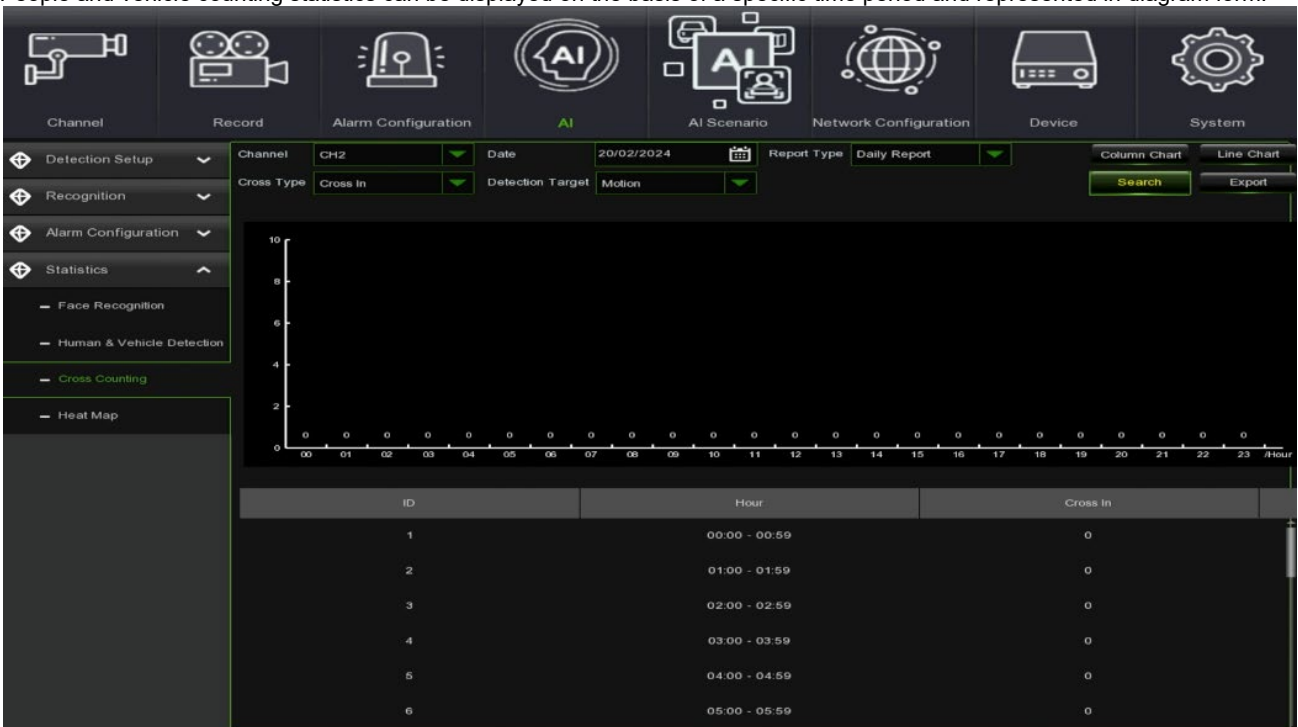 People and vehicle counting statistics can be displayed on the basis of a specific time period and represented in diagram form.
AI
AI
Channel Record Alarm Configuration AI AI Scenario Network Configuration Device System
Detection Setup
Recognition
Alarm Configuration
Statistics
Face Recognition
Human & Vehicle Detection
Cross Counting
Heat Map
Channel CH2 Date 20/02/2024 Report Type Daily Report Column Chart Line Chart
Cross Type Cross In Detection Target Motion Search Export
10
8
6
4
2
0 0 0 0 0 0 0 0 0 0 0 0 0 0 0 0 0 0 0 0 0 0 0 0
0
00 01 02 03 04 05 06 07 08 09 10 11 12 13 14 15 16 17 18 19 20 21 22 23 /Hour
ID Hour Cross In
1 00:00 - 00:59 0
2 01:00 - 01:59 0
3 02:00 - 02:59 0
4 03:00 - 03:59 0
5 04:00 - 04:59 0
6 05:00 - 05:59 0